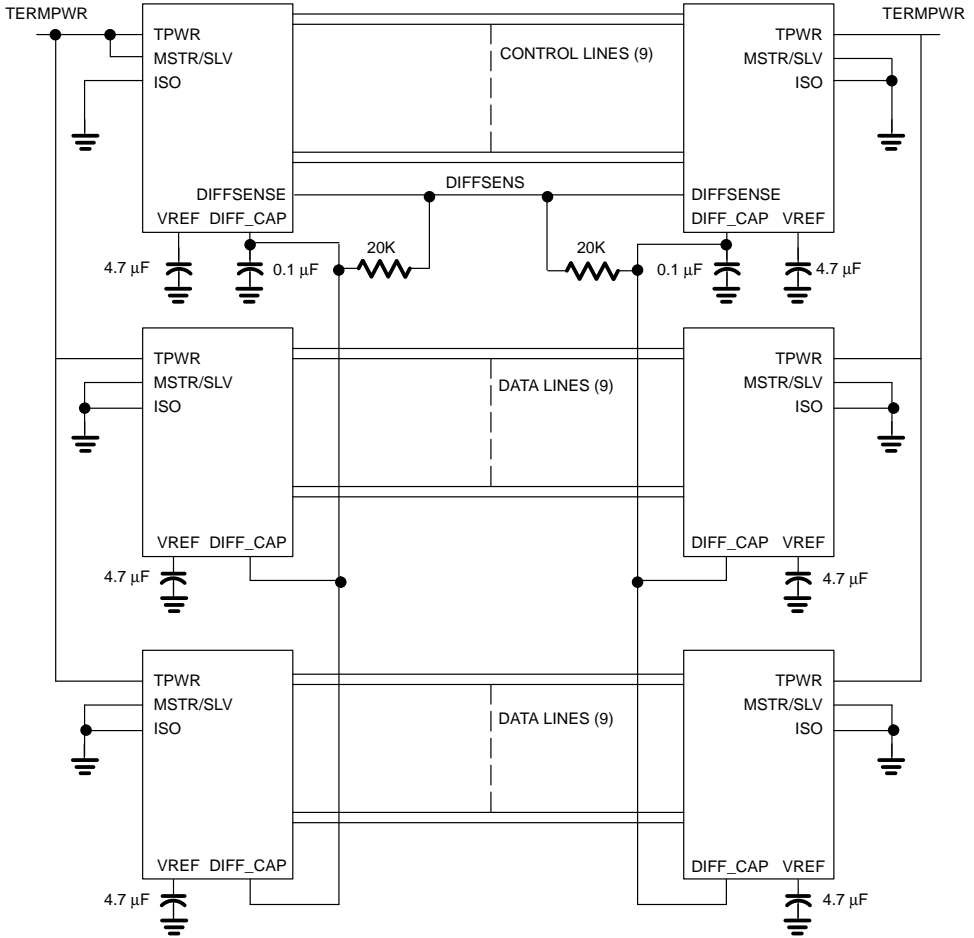 TERMPWR TERMPWR
TPWR TPWR
MSTR/SLV CONTROL LINES (9) MSTR/SLV
ISO ISO
DIFFSENS
DIFFSENSE DIFFSENSE
VREF DIFF_CAP DIFF_CAP VREF
20K 20K
4.7 µF 0.1 µF 0.1 µF 4.7 µF
TPWR TPWR
MSTR/SLV DATA LINES (9) MSTR/SLV
ISO ISO
VREF DIFF_CAP DIFF_CAP VREF
4.7 µF 4.7 µF
TPWR TPWR
MSTR/SLV MSTR/SLV
DATA LINES (9)
ISO ISO
VREF DIFF_CAP DIFF_CAP VREF
4.7 µF 4.7 µF